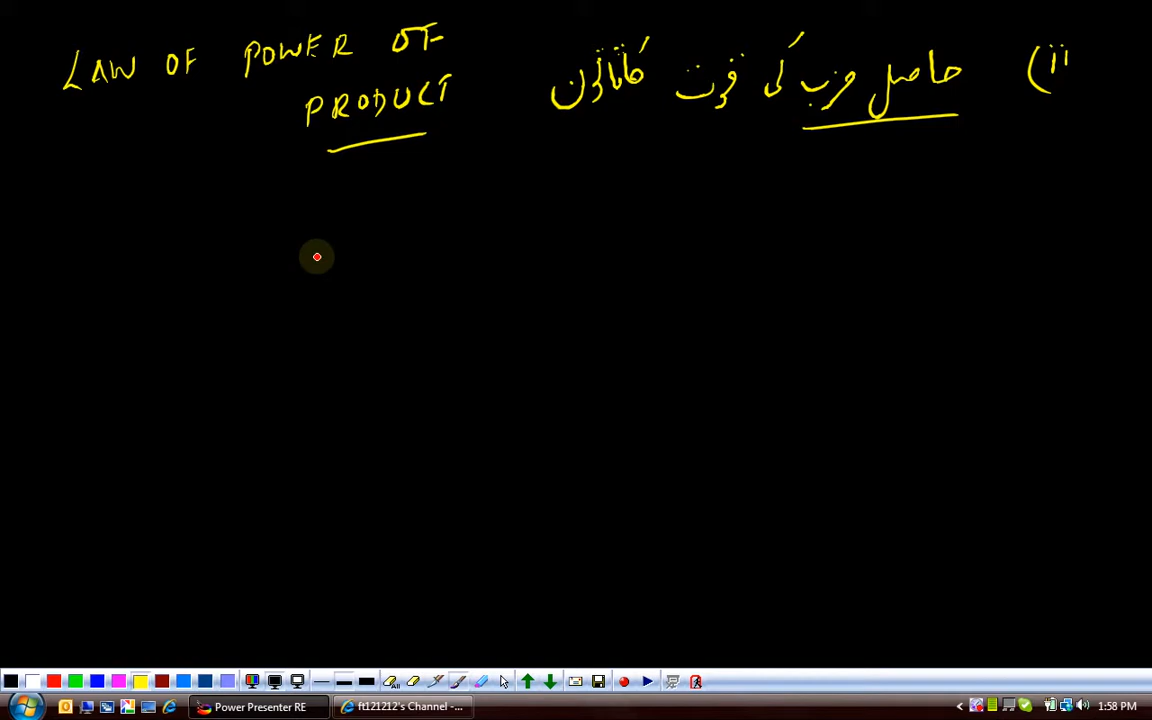 LAW OF POWER OF
PRODUCT
ii) حاصل ضرب کی قوت کا قانون
Power Presenter RE
ft121212's Channel -...
1:58 PM